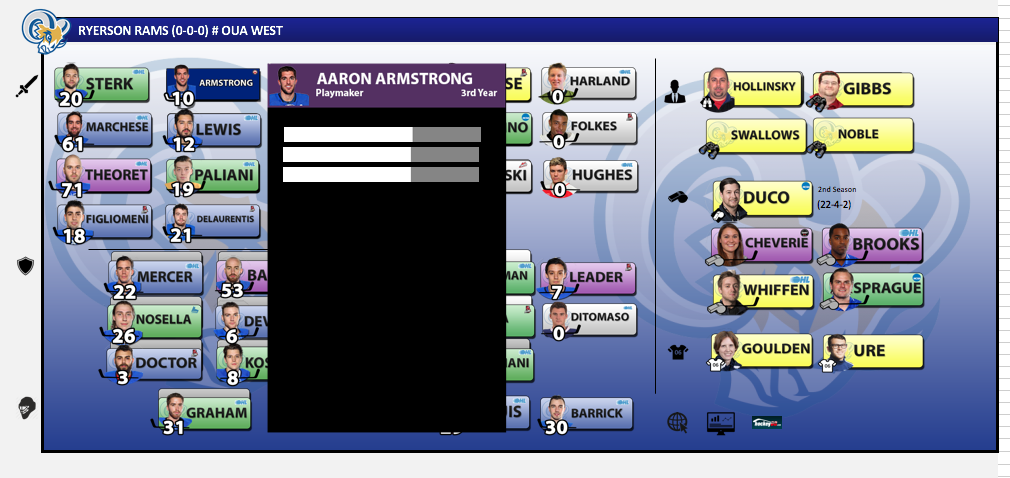 RYERSON RAMS (0-0-0) # OUA WEST
STERK
20
ARMSTRONG
10
AARON ARMSTRONG
Playmaker
3rd Year
SE
HARLAND
0
MARCHESE
61
LEWIS
12
NO
FOLKES
0
THEORET
71
PALIANI
19
SKI
HUGHES
0
FIGLIOMENI
18
DELAURENTIS
21
MERCER
22
BA
53
MAN
LEADER
7
NOSELLA
26
DEV
6
DITOMASO
0
DOCTOR
3
KOS
8
IANI
GRAHAM
31
UIS
BARRICK
30
HOLLINSKY
GIBBS
SWALLOWS
NOBLE
DUCO
2nd Season
(22-4-2)
CHEVERIE
BROOKS
WHIFFEN
SPRAGUE
GOULDEN
URE